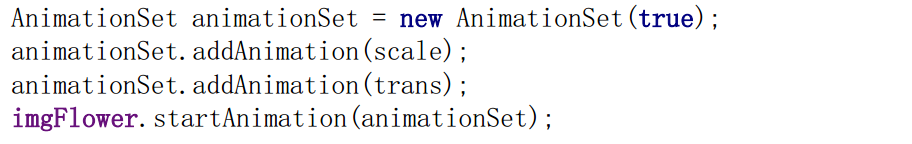 AnimationSet animationSet = new AnimationSet(true);
animationSet.addAnimation(scale);
animationSet.addAnimation(trans);
imgFlower.startAnimation(animationSet);